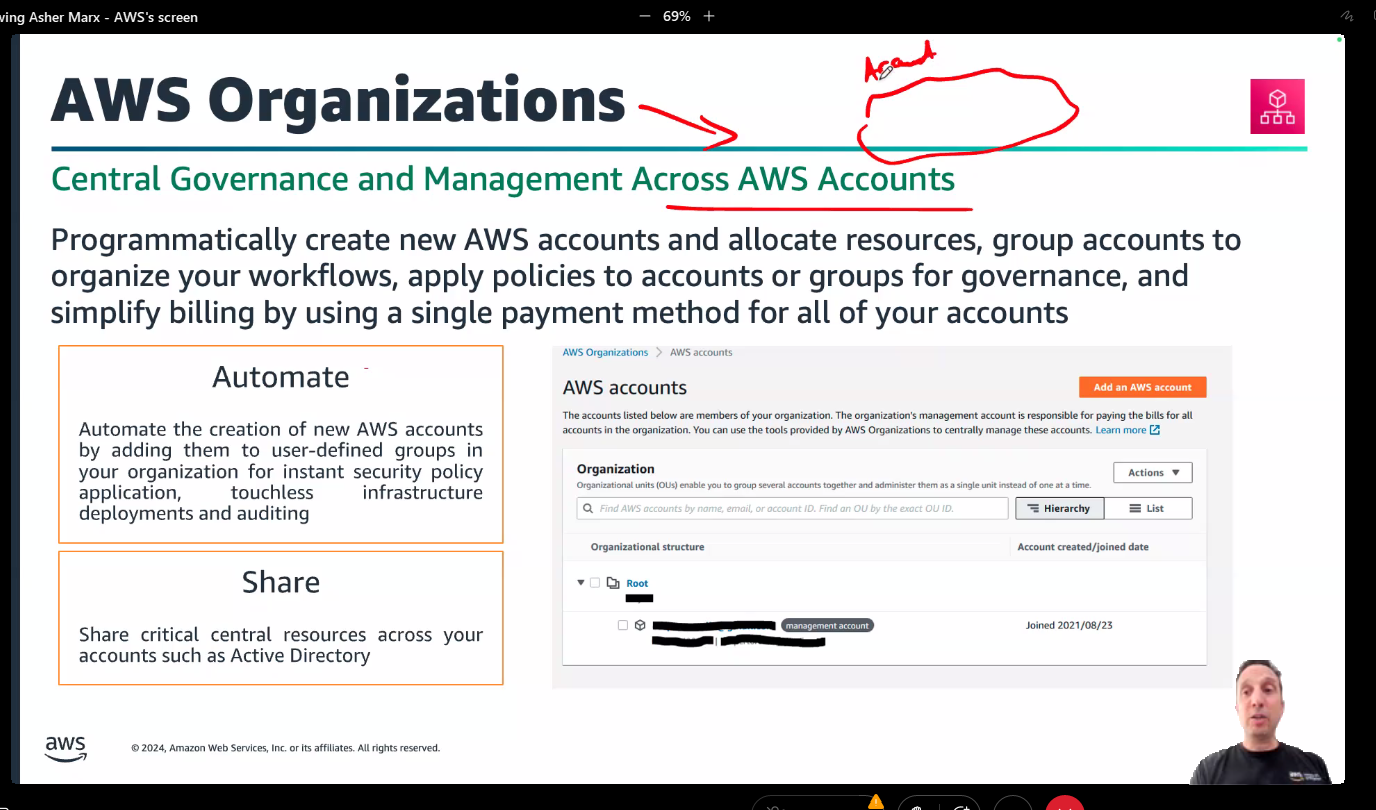 wing Asher Marx - AWS's screen
69%
AWS Organizations
Central Governance and Management Across AWS Accounts
Programmatically create new AWS accounts and allocate resources, group accounts to
organize your workflows, apply policies to accounts or groups for governance, and
simplify billing by using a single payment method for all of your accounts
Automate
Automate the creation of new AWS accounts
by adding them to user-defined groups in
your organization for instant security policy
application, touchless infrastructure
deployments and auditing
Share
Share critical central resources across your
accounts such as Active Directory
AWS Organizations > AWS accounts
AWS accounts
Add an AWS account
The accounts listed below are members of your organization. The organization's management account is responsible for paying the bills for all
accounts in the organization. You can use the tools provided by AWS Organizations to centrally manage these accounts. Learn more
Organization
Actions
Organizational units (OUs) enable you to group several accounts together and administer them as a single unit instead of one at a time.
Find AWS accounts by name, email, or account ID. Find an OU by the exact OU ID.
Hierarchy
List
Organizational structure
Account created/joined date
Root
management account
Joined 2021/08/23
aws
© 2024, Amazon Web Services, Inc. or its affiliates. All rights reserved.